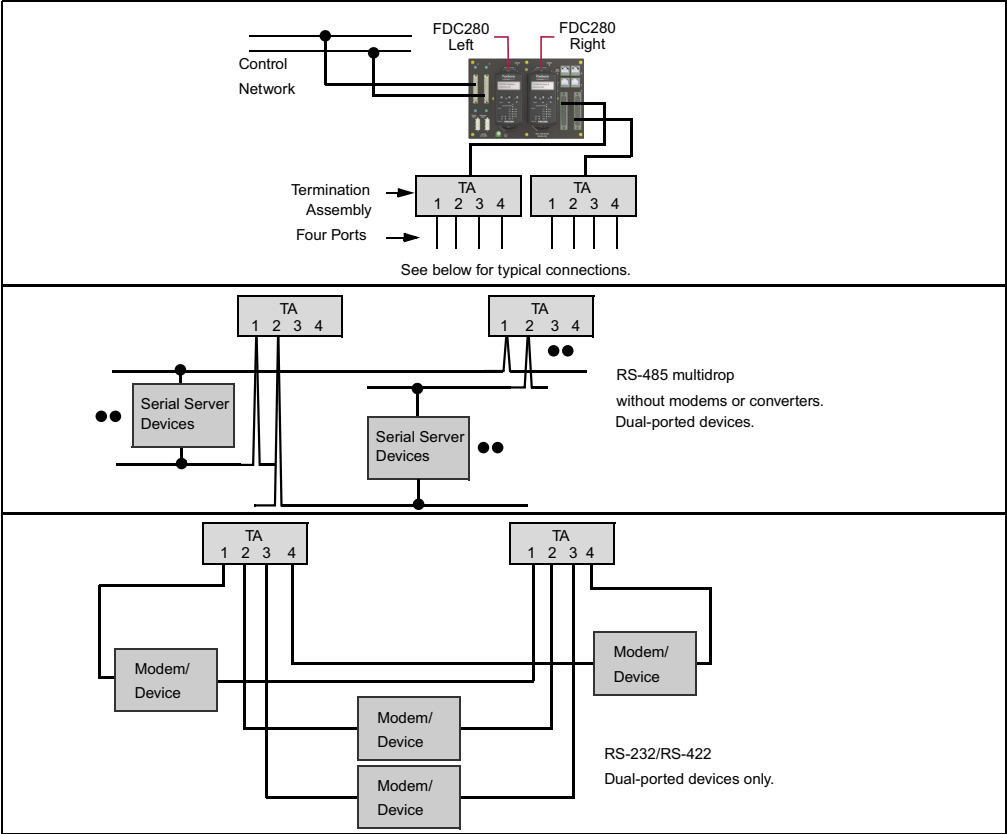 FDC280
Left
FDC280
Right
Control
Network
Termination
Assembly
TA
1 2 3 4
TA
1 2 3 4
Four Ports
See below for typical connections.
TA
1 2 3 4
TA
1 2 3 4
RS-485 multidrop
without modems or converters.
Dual-ported devices.
Serial Server
Devices
Serial Server
Devices
TA
1 2 3 4
TA
1 2 3 4
Modem/
Device
Modem/
Device
Modem/
Device
Modem/
Device
RS-232/RS-422
Dual-ported devices only.